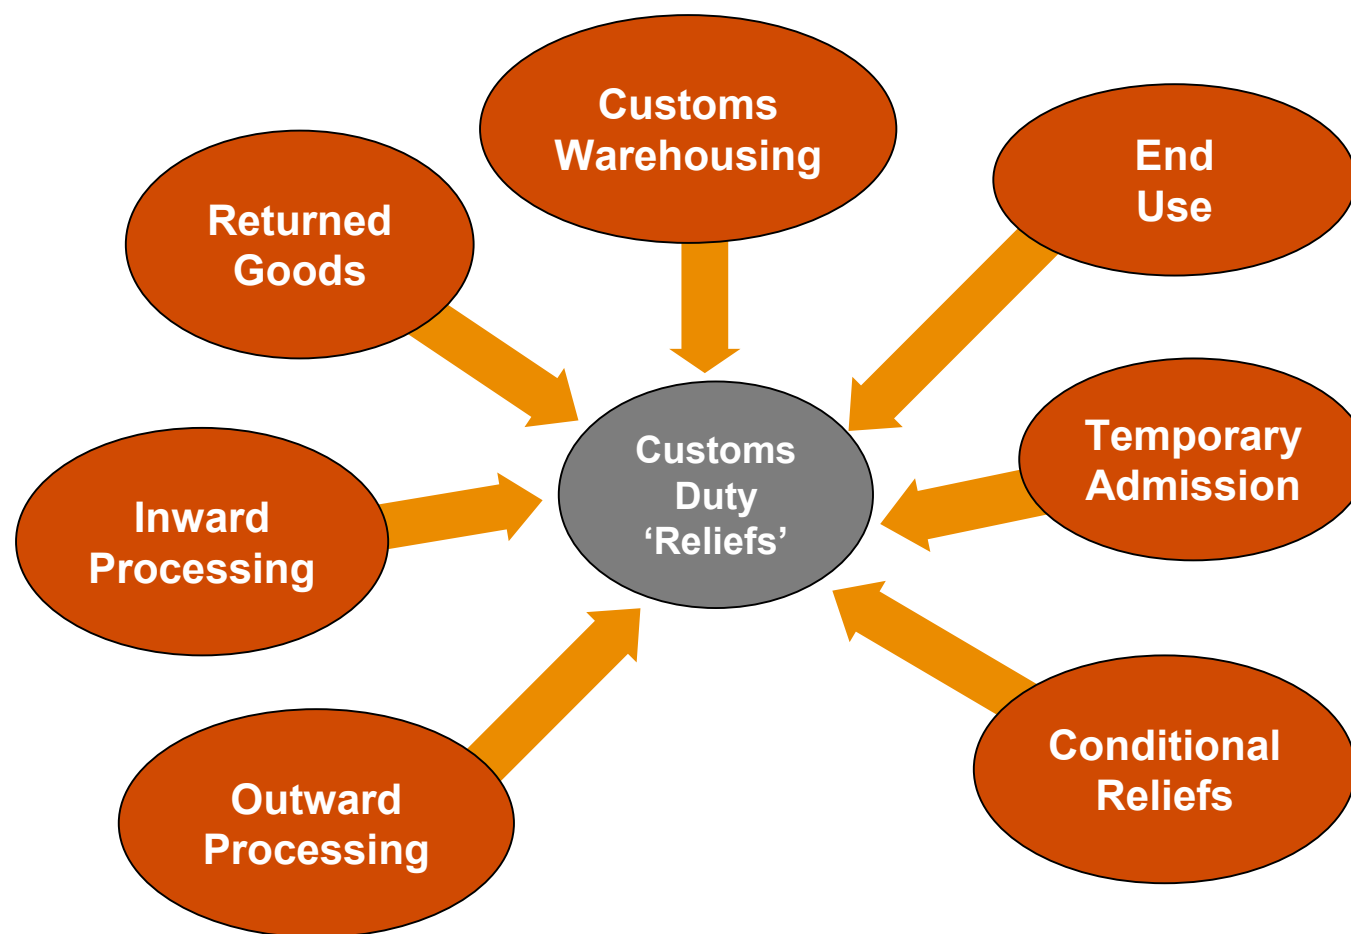 Customs
Warehousing
End
Use
Returned
Goods
Temporary
Admission
Customs
Duty
‘Reliefs’
Inward
Processing
Conditional
Reliefs
Outward
Processing